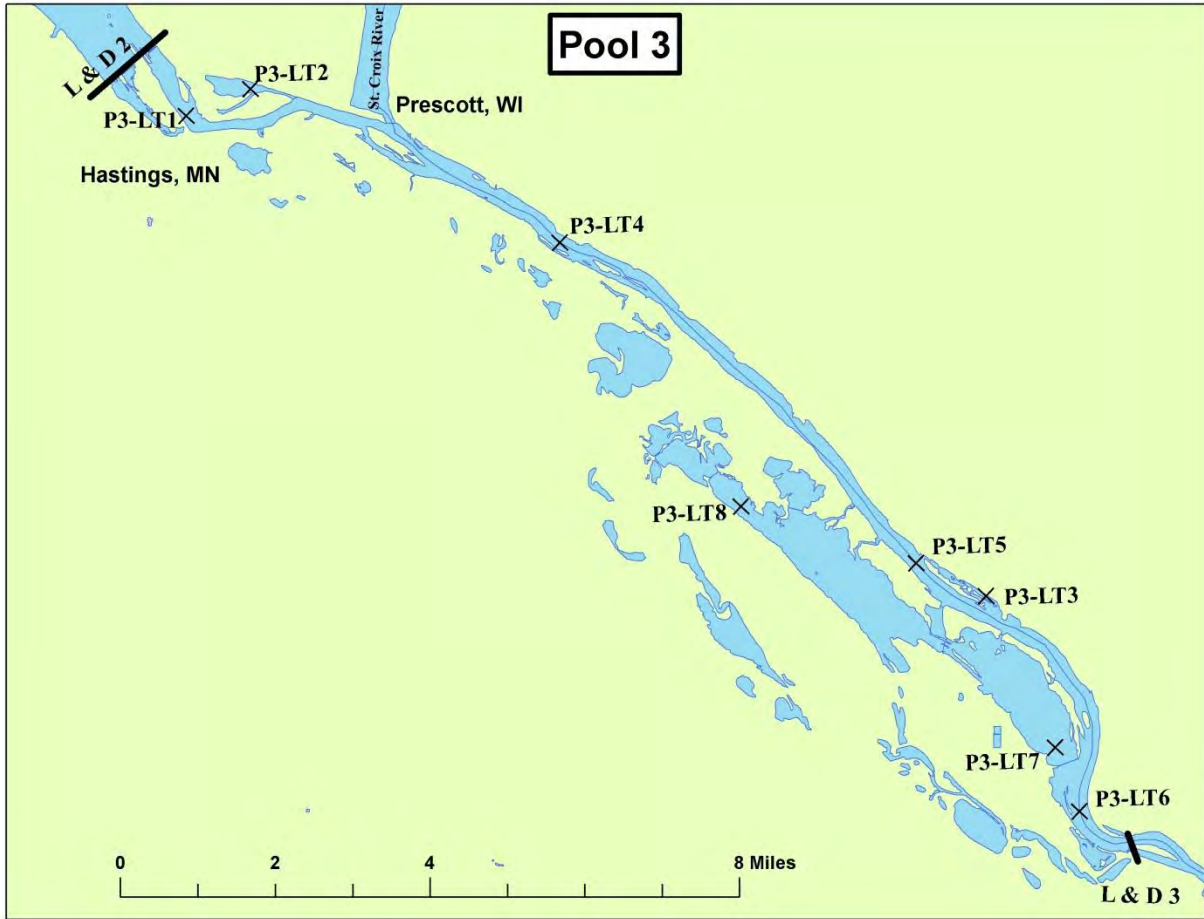 Pool 3
L & D 2
P3-LT2
St. Croix River
Prescott, WI
P3-LT1
Hastings, MN
P3-LT4
P3-LT8
P3-LT5
P3-LT3
P3-LT7
P3-LT6
0 2 4 8 Miles
L & D 3